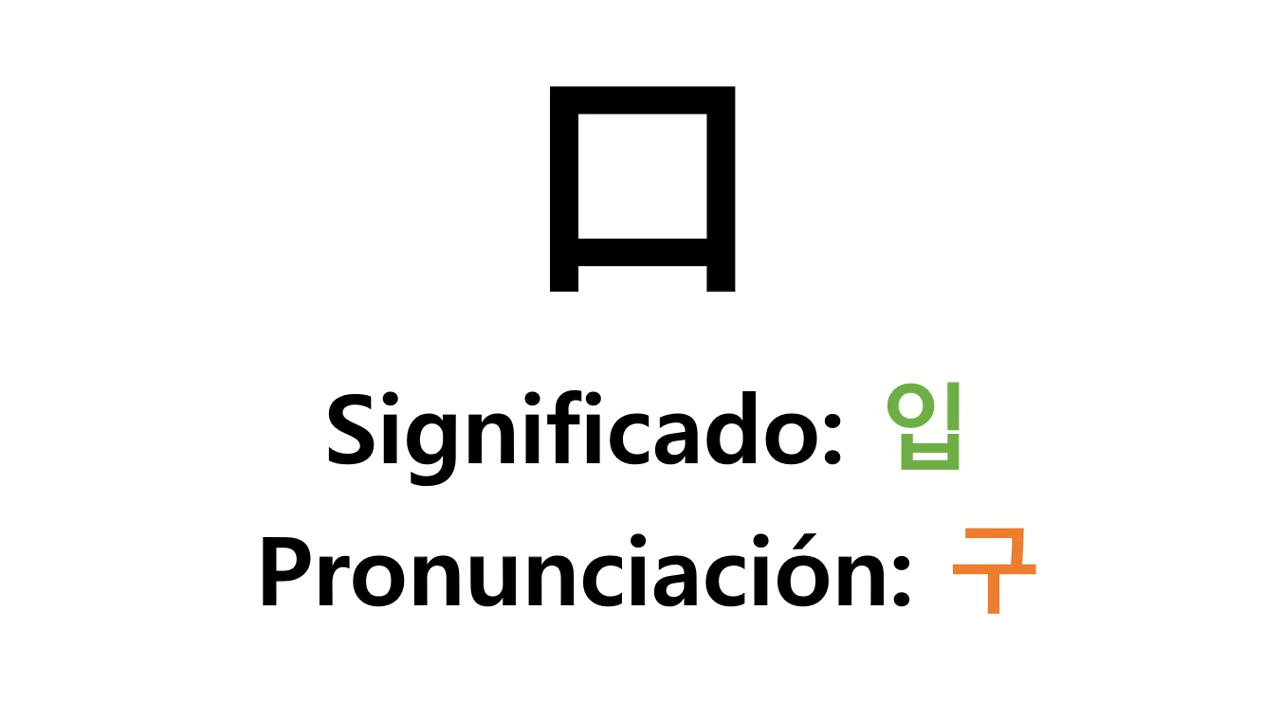 口
Significado: 입
Pronunciación: 구